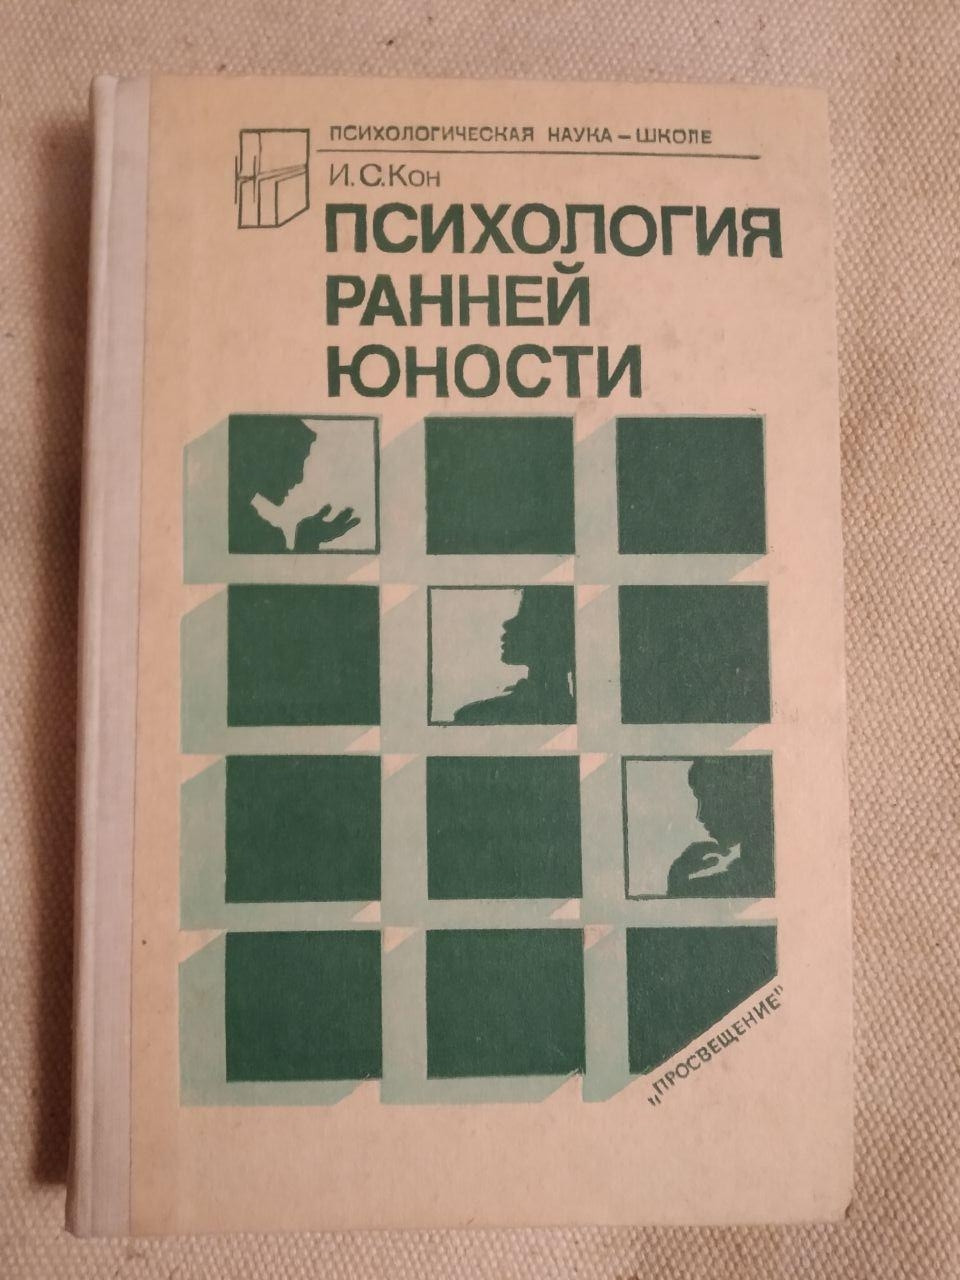 ПСИХОЛОГИЧЕСКАЯ НАУКА – ШКОЛЕ
И.С.КОН
ПСИХОЛОГИЯ
РАННЕЙ
ЮНОСТИ
„ПРОСВЕЩЕНИЕ"